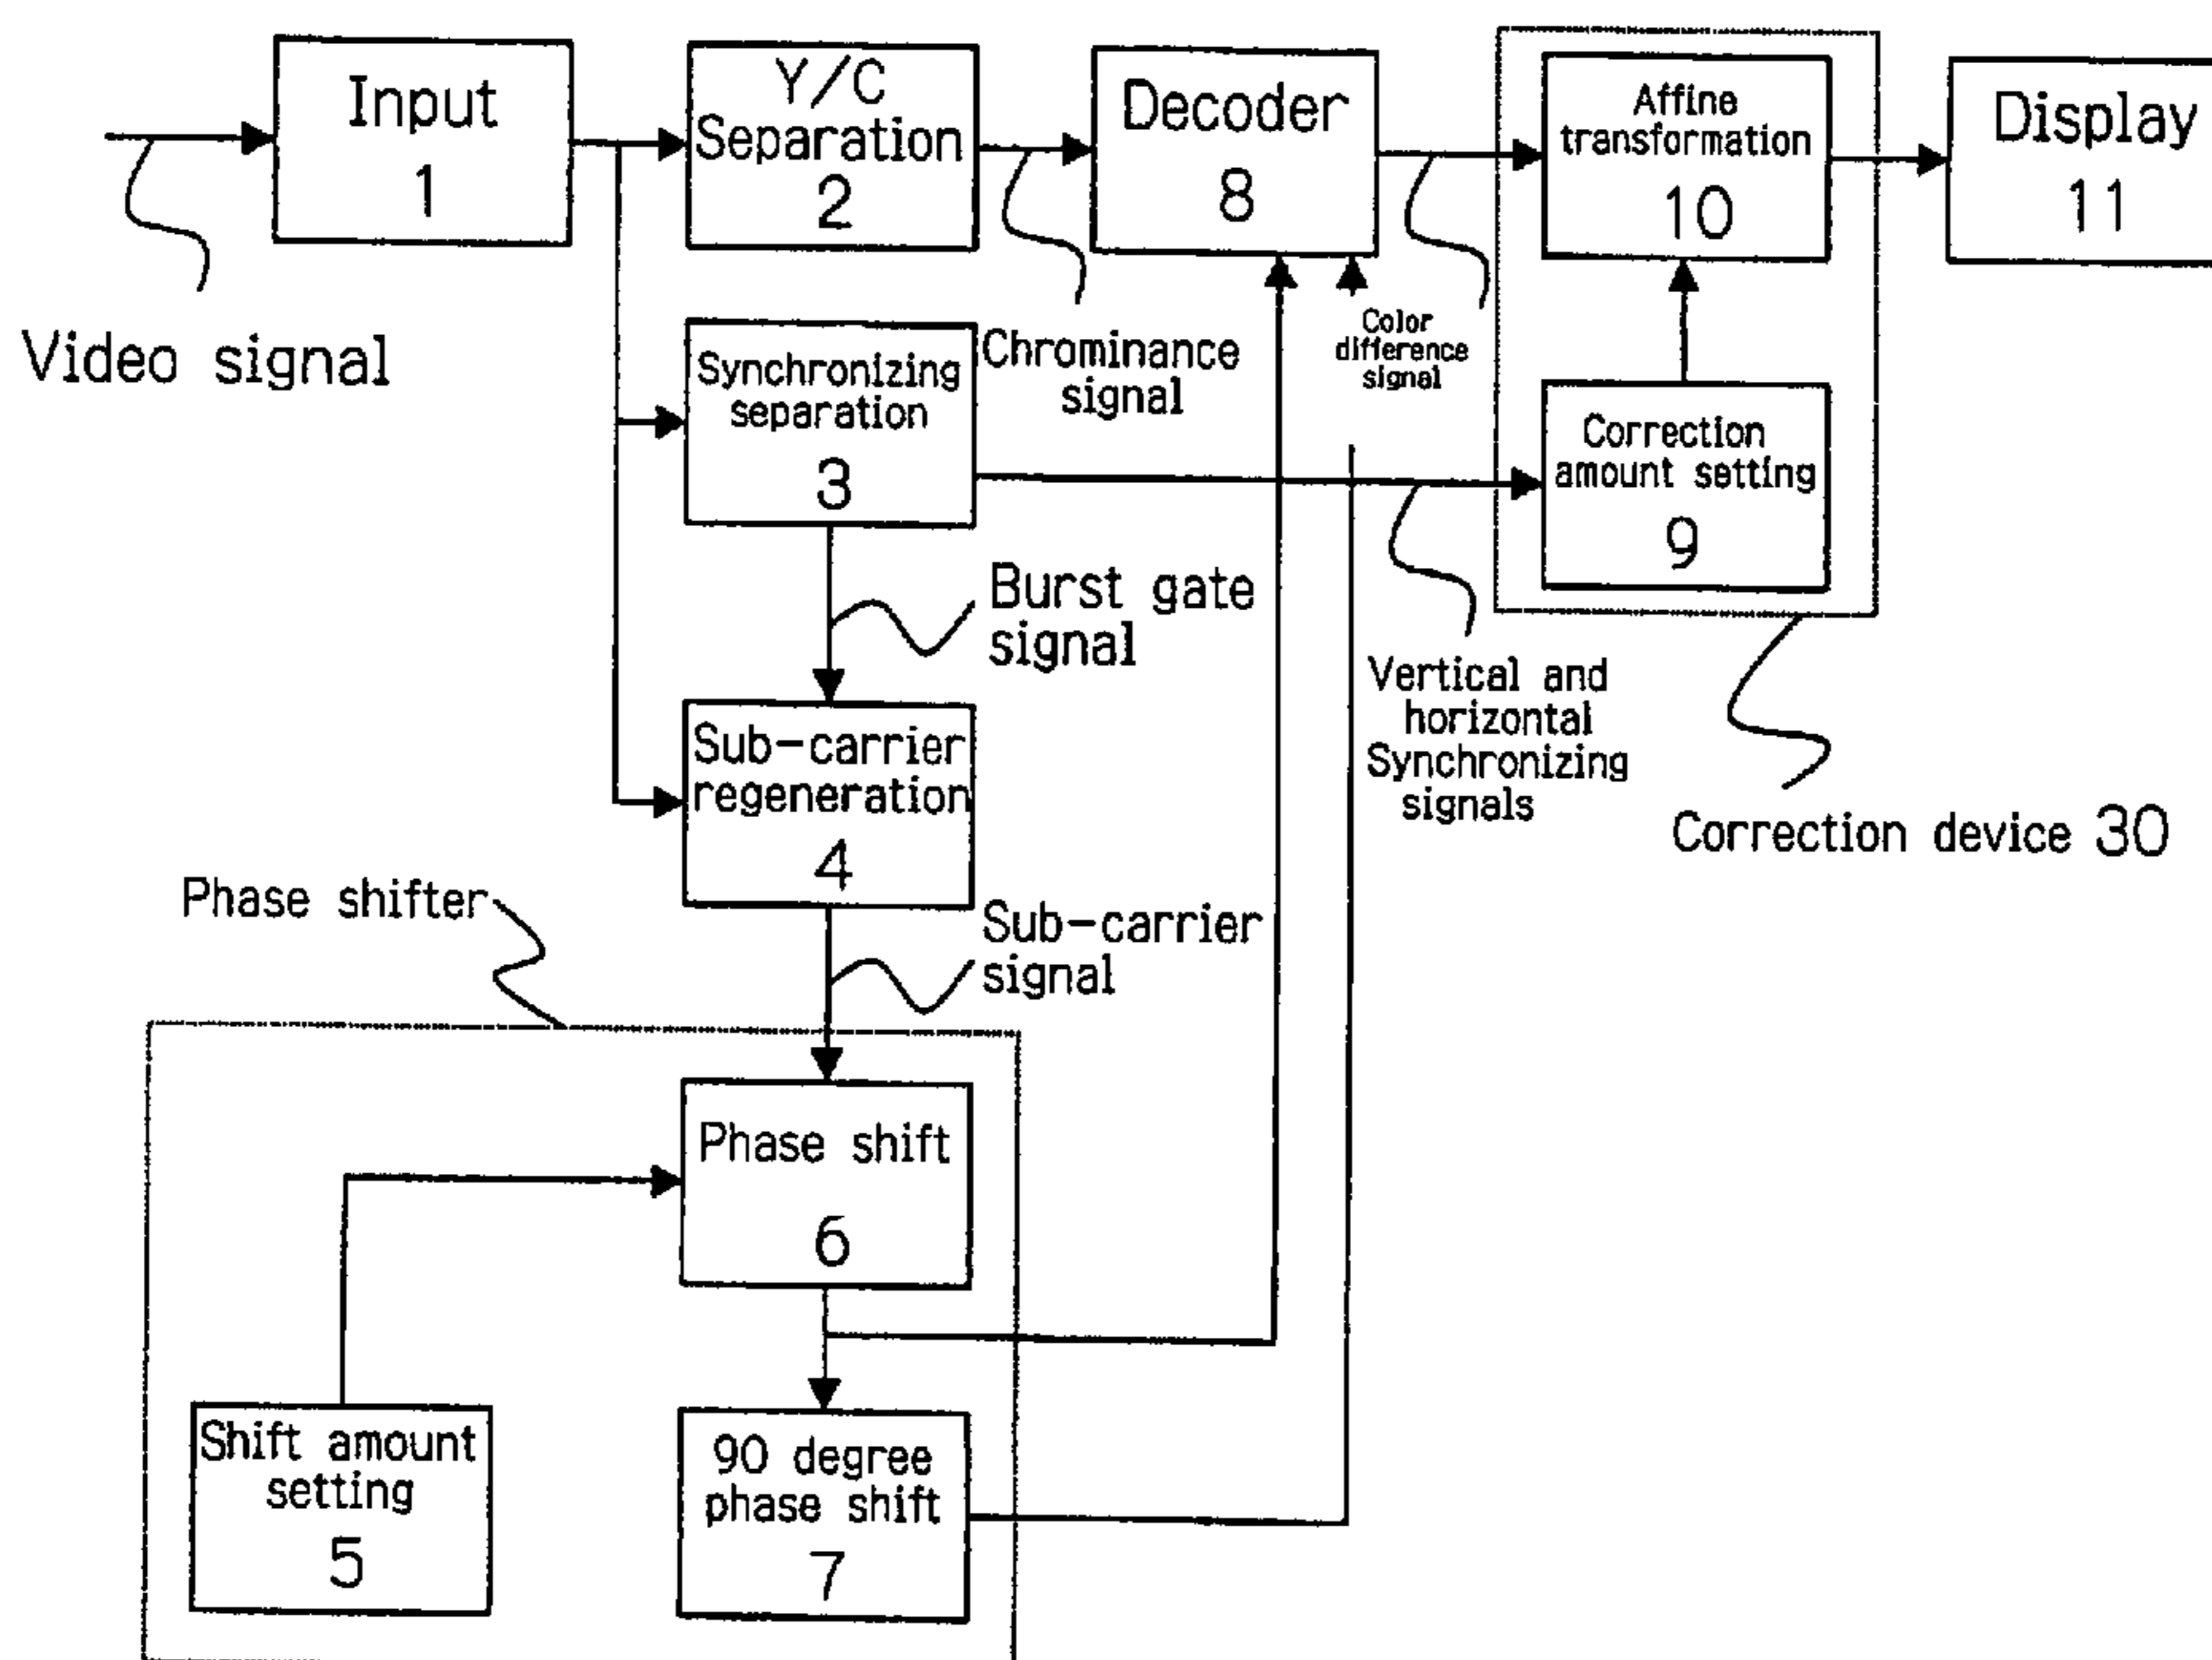 Input
1
Y/C
Separation
2
Decoder
8
Affine
transformation
10
Display
11
Video signal
Synchronizing
separation
3
Chrominance
signal
Color
difference
signal
Correction
amount setting
9
Burst gate
signal
Vertical and
horizontal
Synchronizing
signals
Correction device 30
Sub-carrier
regeneration
4
Phase shifter
Sub-carrier
signal
Phase shift
6
Shift amount
setting
5
90 degree
phase shift
7